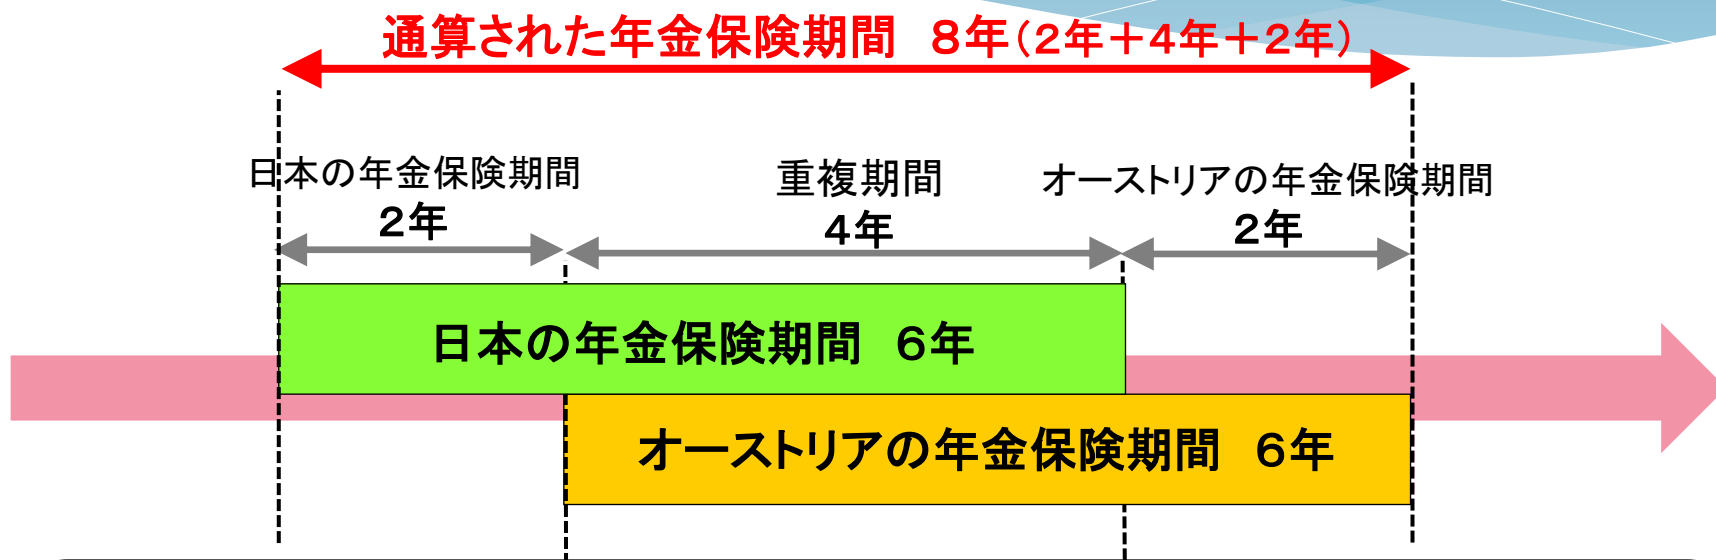 通算された年金保険期間　８年（２年＋４年＋２年）
日本の年金保険期間
２年
重複期間
４年
オーストリアの年金保険期間
２年
日本の年金保険期間　６年
オーストリアの年金保険期間　６年